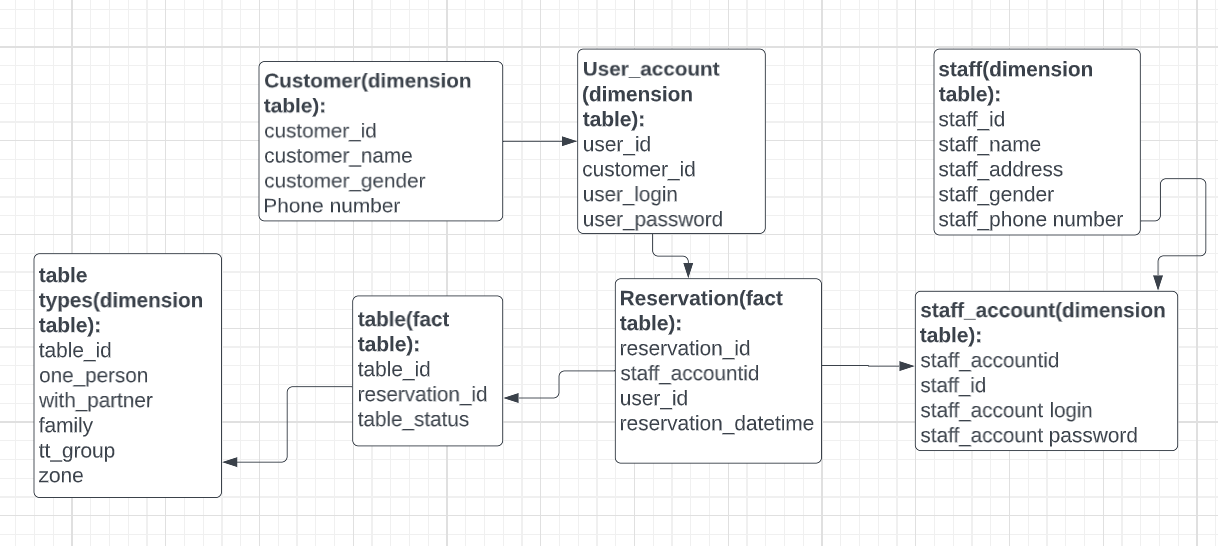 Customer(dimension
table):
customer_id
customer_name
customer_gender
Phone number
User_account
(dimension
table):
user_id
customer_id
user_login
user_password
staff(dimension
table):
staff_id
staff_name
staff_address
staff_gender
staff_phone number
table
types(dimension
table):
table_id
one_person
with_partner
family
tt_group
zone
table(fact
table):
table_id
reservation_id
table_status
Reservation(fact
table):
reservation_id
staff_accountid
user_id
reservation_datetime
staff_account(dimension
table):
staff_accountid
staff_id
staff_account login
staff_account password